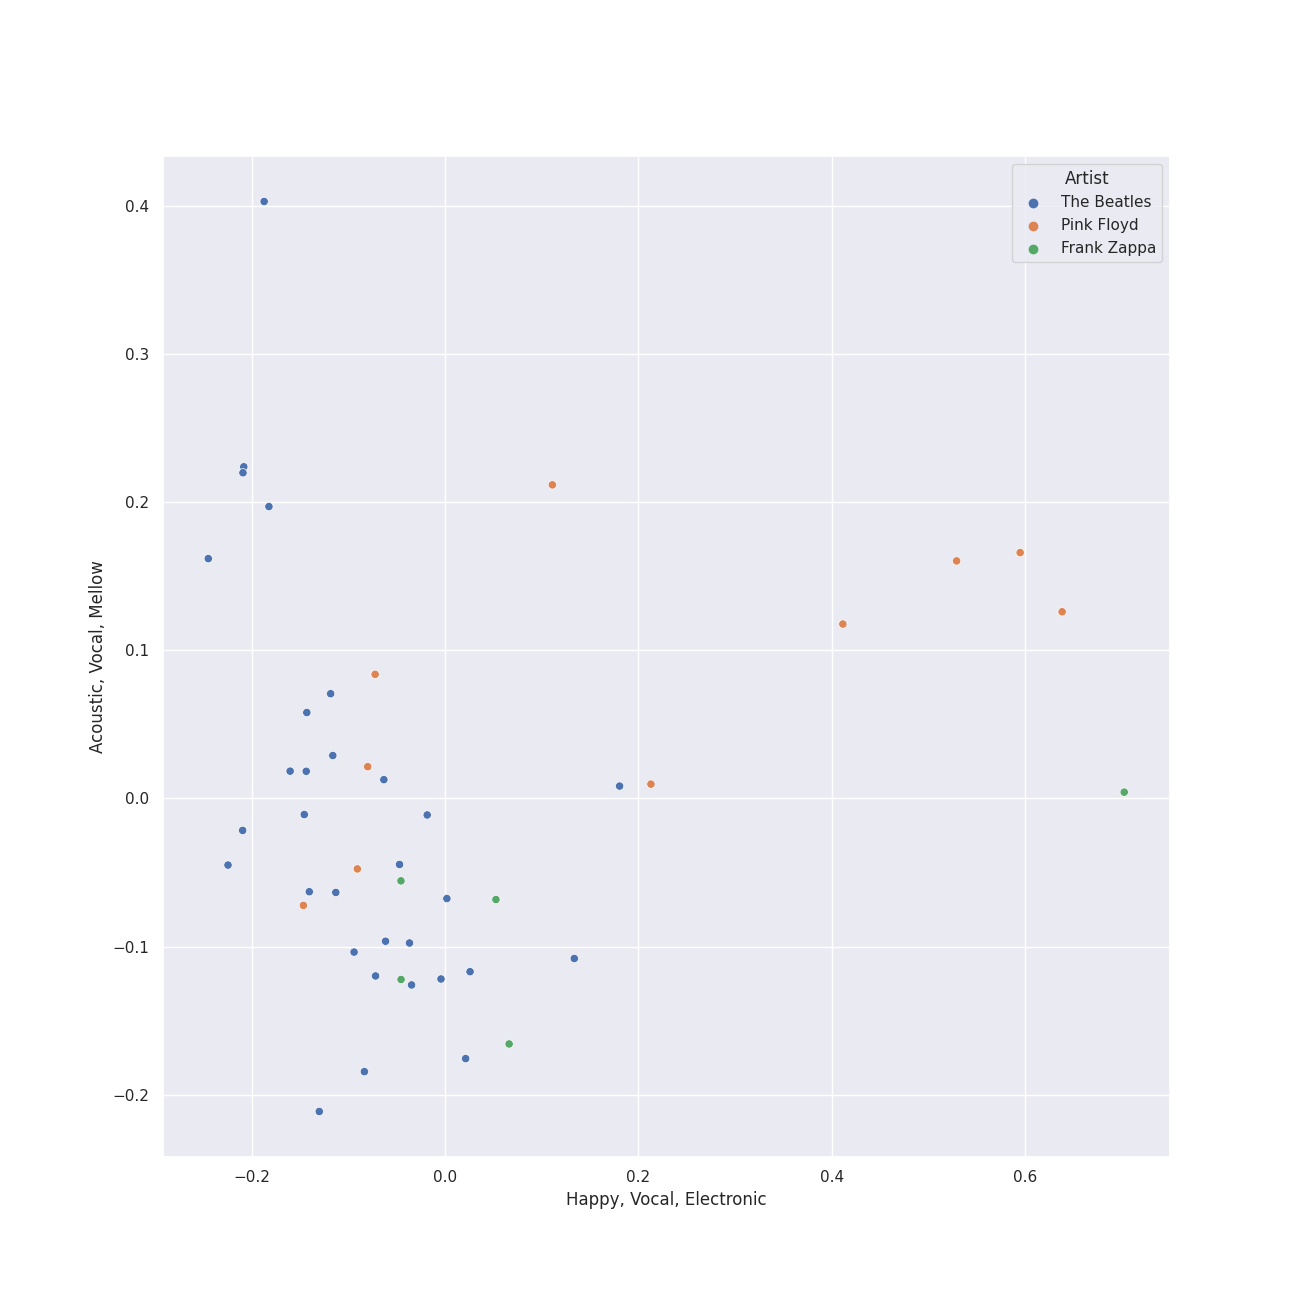 Artist
The Beatles
Pink Floyd
Frank Zappa
0.4
0.3
0.2
0.1
0.0
−0.1
−0.2
Acoustic, Vocal, Mellow
−0.2 0.0 0.2 0.4 0.6
Happy, Vocal, Electronic